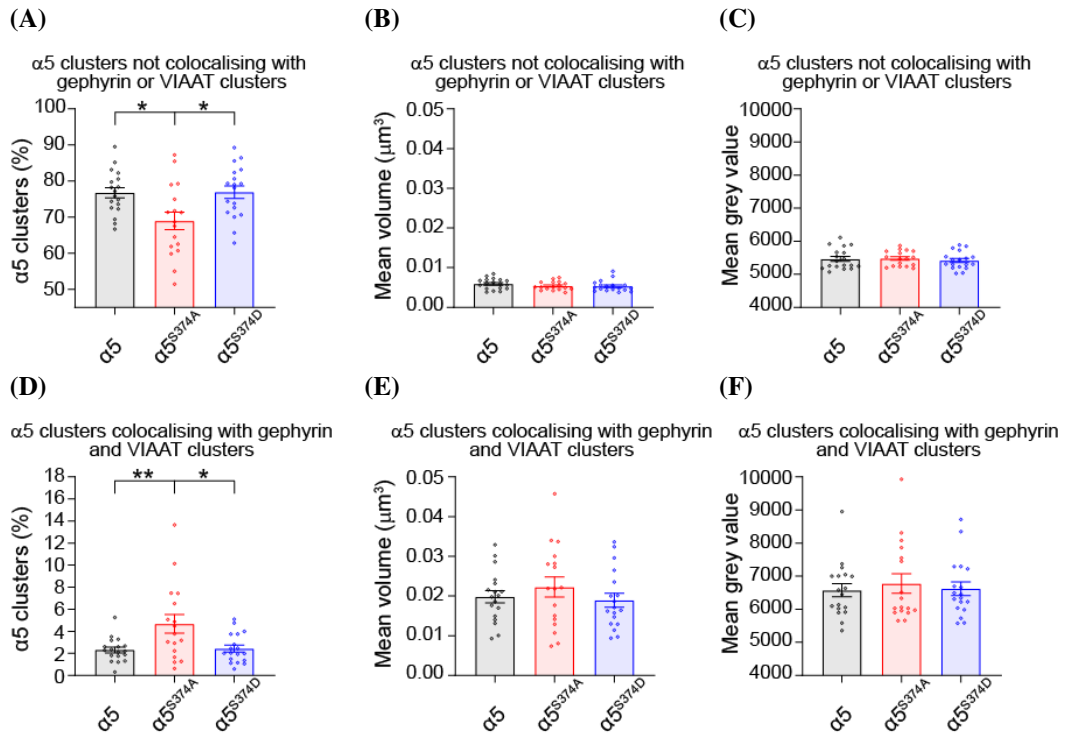 (A)
α5 clusters not colocalising with
gephyrin or VIAAT clusters
α5 clusters (%)
100
90
80
70
60
50
*
*
α5
α5S374A
α5S374D
(B)
α5 clusters not colocalising with
gephyrin or VIAAT clusters
Mean volume (μm³)
0.05
0.04
0.03
0.02
0.01
0.00
α5
α5S374A
α5S374D
(C)
α5 clusters not colocalising with
gephyrin or VIAAT clusters
Mean grey value
10000
9000
8000
7000
6000
5000
4000
α5
α5S374A
α5S374D
(D)
α5 clusters colocalising with gephyrin
and VIAAT clusters
α5 clusters (%)
18
16
14
12
10
8
6
4
2
0
**
*
α5
α5S374A
α5S374D
(E)
α5 clusters colocalising with gephyrin
and VIAAT clusters
Mean volume (μm³)
0.05
0.04
0.03
0.02
0.01
0.00
α5
α5S374A
α5S374D
(F)
α5 clusters colocalising with gephyrin
and VIAAT clusters
Mean grey value
10000
9000
8000
7000
6000
5000
4000
α5
α5S374A
α5S374D